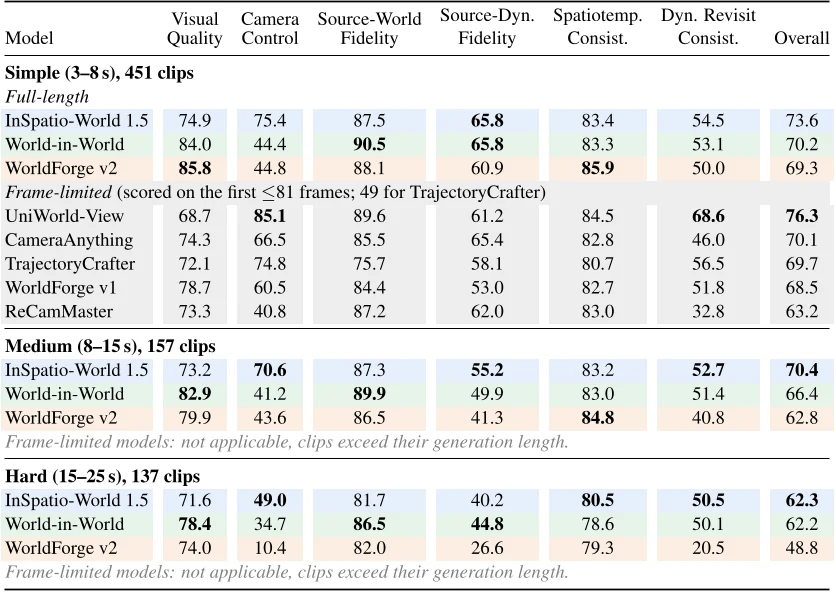 Model Visual Quality Camera Control Source-World Fidelity Source-Dyn. Fidelity Spatiotemp. Consist. Dyn. Revisit Consist. Overall
Simple (3–8 s), 451 clips
Full-length
InSpatio-World 1.5 74.9 75.4 87.5 65.8 83.4 54.5 73.6
World-in-World 84.0 44.4 90.5 65.8 83.3 53.1 70.2
WorldForge v2 85.8 44.8 88.1 60.9 85.9 50.0 69.3
Frame-limited (scored on the first ≤81 frames; 49 for TrajectoryCrafter)
UniWorld-View 68.7 85.1 89.6 61.2 84.5 68.6 76.3
CameraAnything 74.3 66.5 85.5 65.4 82.8 46.0 70.1
TrajectoryCrafter 72.1 74.8 75.7 58.1 80.7 56.5 69.7
WorldForge v1 78.7 60.5 84.4 53.0 82.7 51.8 68.5
ReCamMaster 73.3 40.8 87.2 62.0 83.0 32.8 63.2
Medium (8–15 s), 157 clips
InSpatio-World 1.5 73.2 70.6 87.3 55.2 83.2 52.7 70.4
World-in-World 82.9 41.2 89.9 49.9 83.0 51.4 66.4
WorldForge v2 79.9 43.6 86.5 41.3 84.8 40.8 62.8
Frame-limited models: not applicable, clips exceed their generation length.
Hard (15–25 s), 137 clips
InSpatio-World 1.5 71.6 49.0 81.7 40.2 80.5 50.5 62.3
World-in-World 78.4 34.7 86.5 44.8 78.6 50.1 62.2
WorldForge v2 74.0 10.4 82.0 26.6 79.3 20.5 48.8
Frame-limited models: not applicable, clips exceed their generation length.